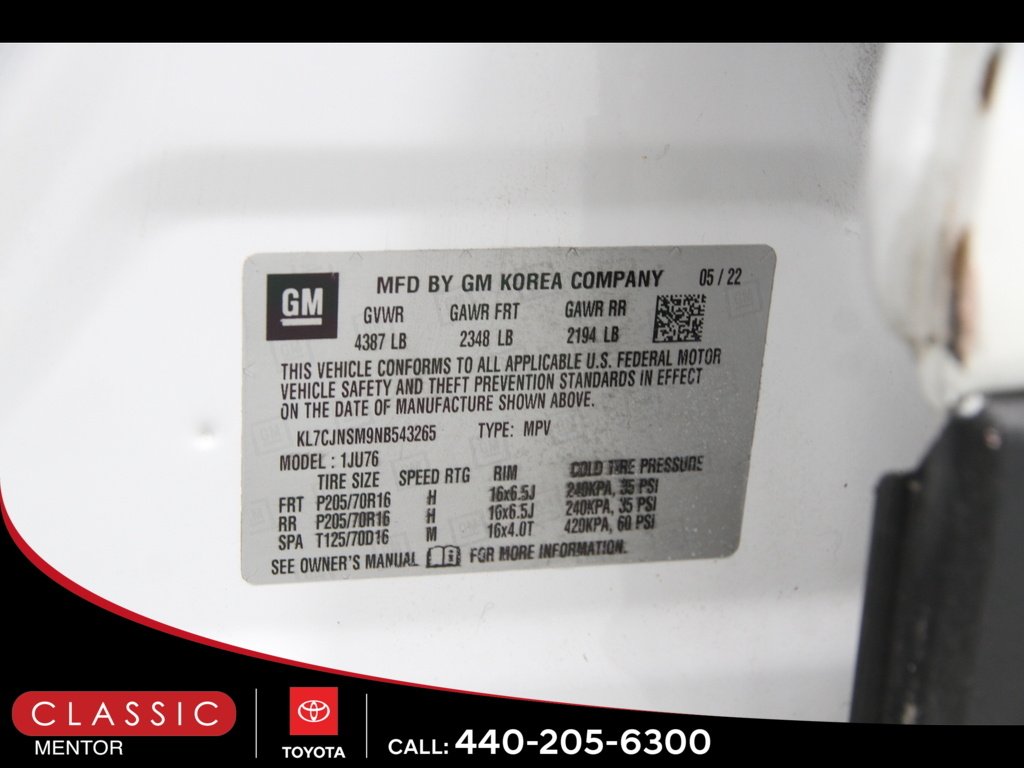 GM
MFD BY GM KOREA COMPANY 05 / 22
GVWR GAWR FRT GAWR RR
4387 LB 2348 LB 2194 LB
THIS VEHICLE CONFORMS TO ALL APPLICABLE U.S. FEDERAL MOTOR
VEHICLE SAFETY AND THEFT PREVENTION STANDARDS IN EFFECT
ON THE DATE OF MANUFACTURE SHOWN ABOVE.
KL7CJNSM9NB543265 TYPE: MPV
MODEL : 1JU76
TIRE SIZE SPEED RTG RIM COLD TIRE PRESSURE
FRT P205/70R16 H 16x6.5J 240KPA, 35 PSI
RR P205/70R16 H 16x6.5J 240KPA, 35 PSI
SPA T125/70D16 M 16x4.0T 420KPA, 60 PSI
SEE OWNER'S MANUAL FOR MORE INFORMATION.
CLASSIC
MENTOR
TOYOTA
CALL: 440-205-6300